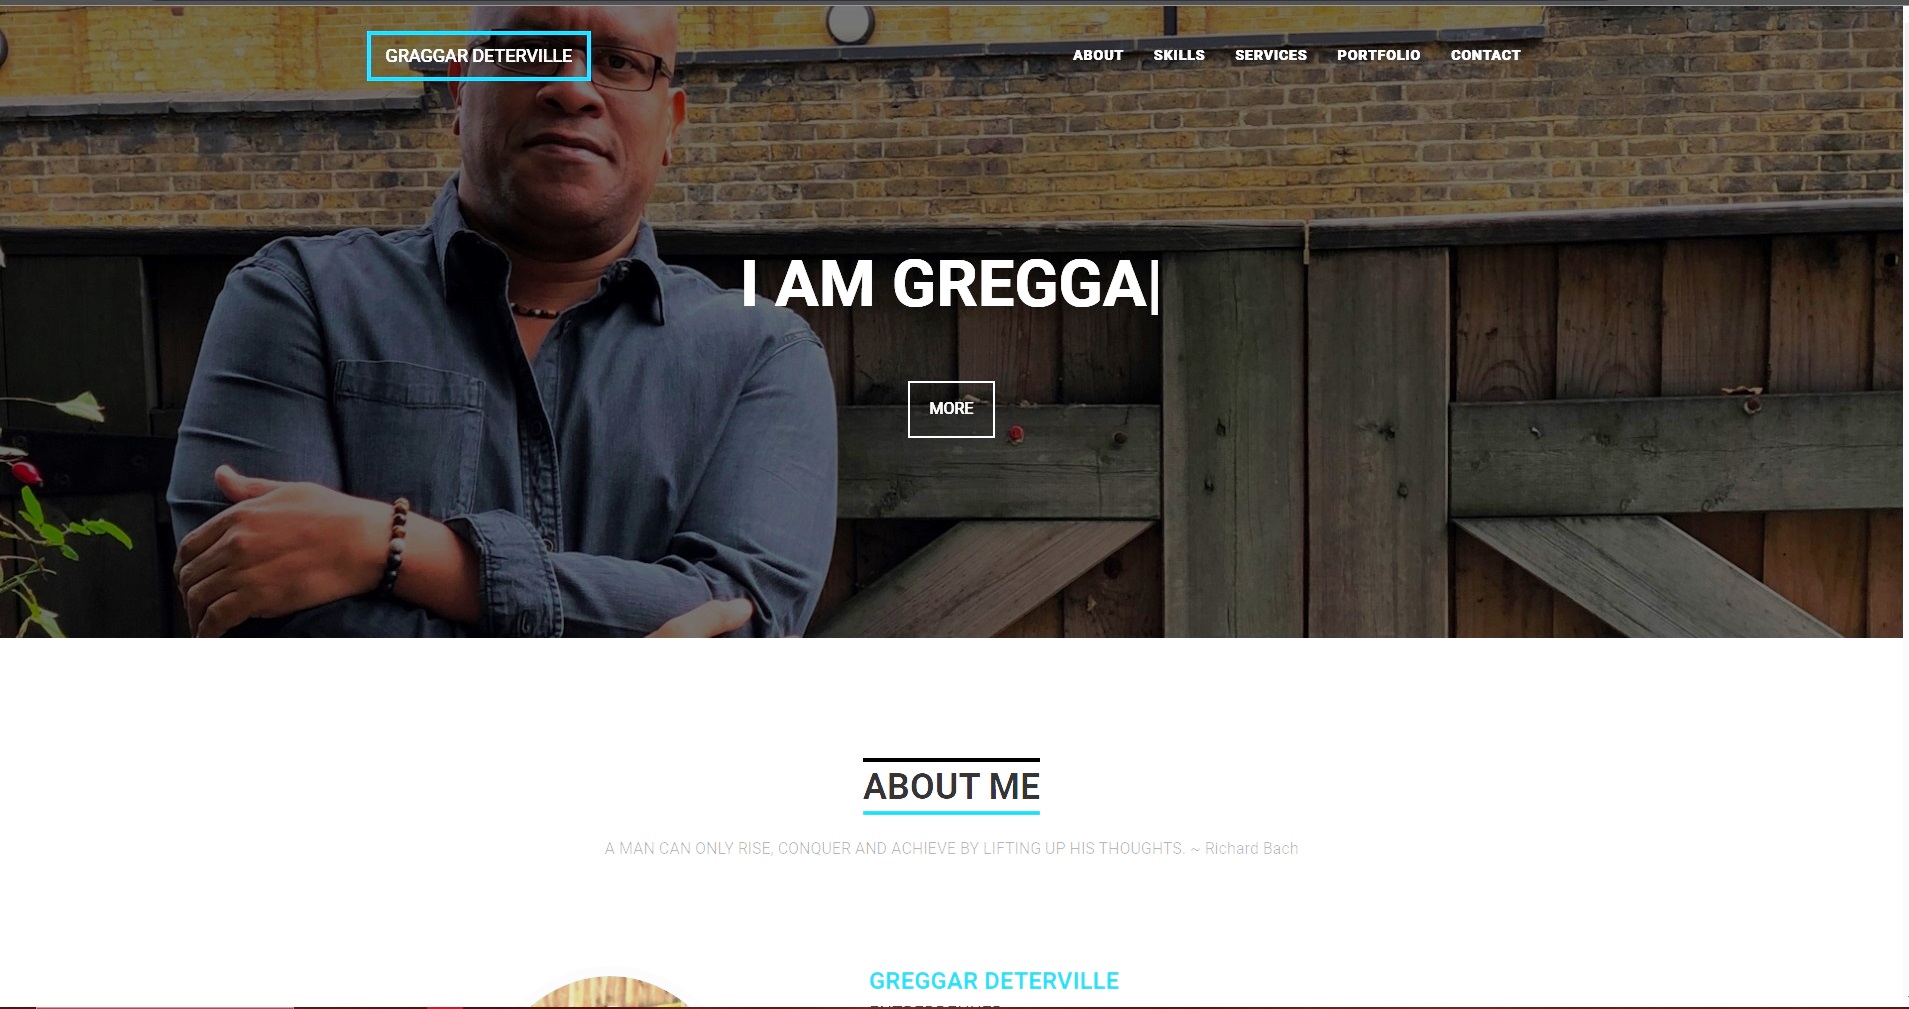 GRAGGAR DETERVILLE
ABOUT SKILLS SERVICES PORTFOLIO CONTACT
I AM GREGGA|
MORE
ABOUT ME
A MAN CAN ONLY RISE, CONQUER AND ACHIEVE BY LIFTING UP HIS THOUGHTS. ~ Richard Bach
GREGGAR DETERVILLE